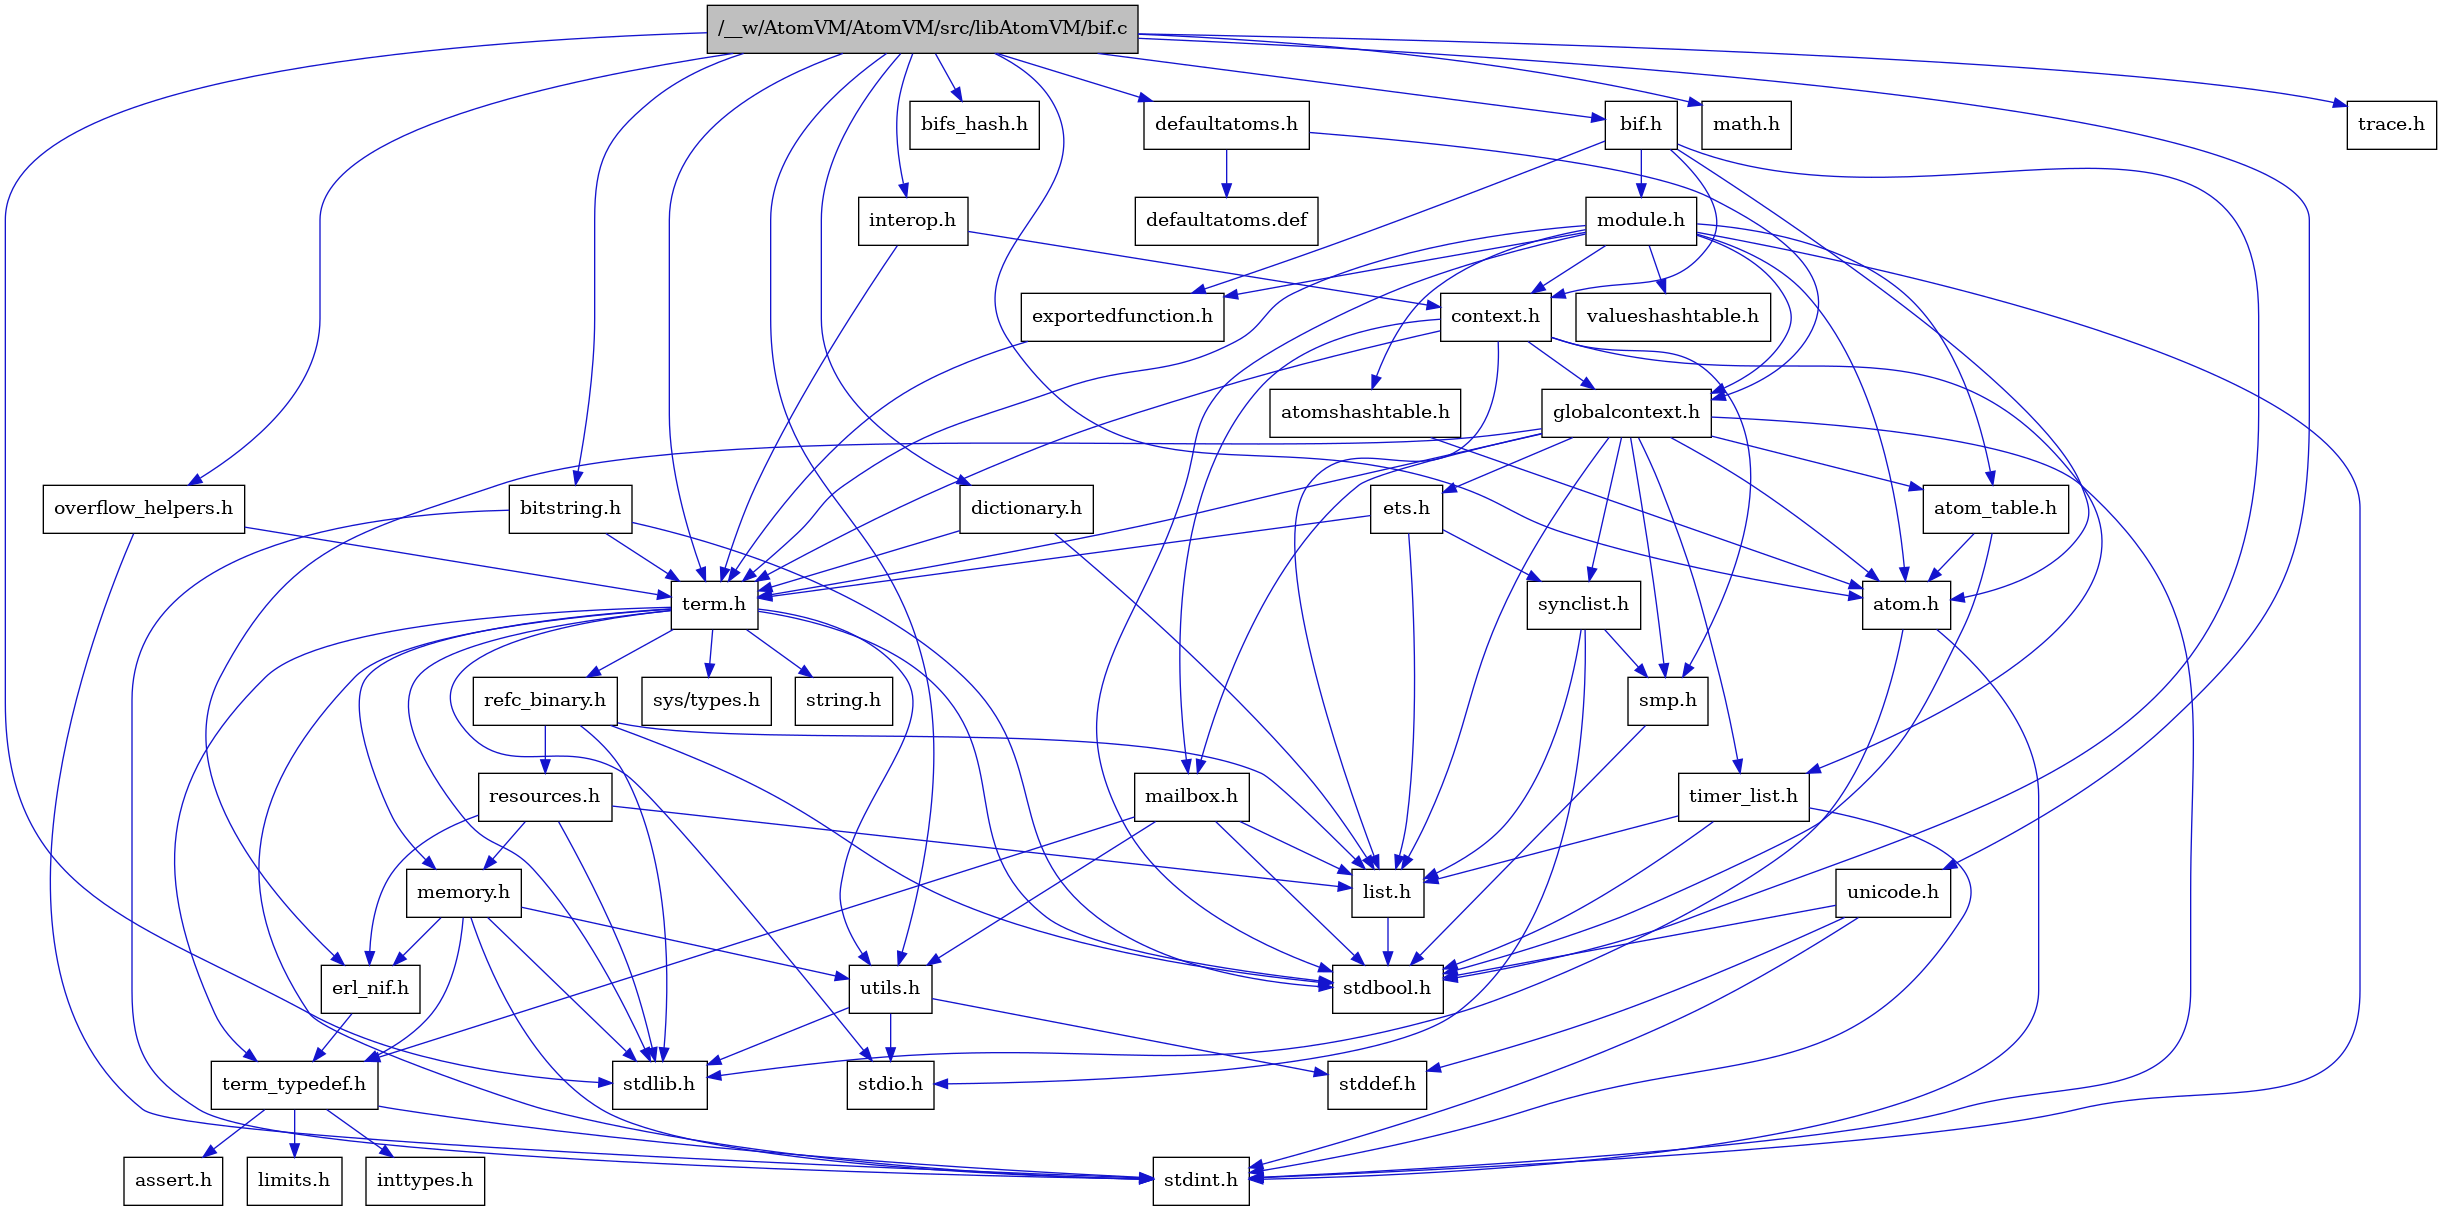 /__w/AtomVM/AtomVM/src/libAtomVM/bif.c
bifs_hash.h
defaultatoms.h
bif.h
math.h
trace.h
interop.h
defaultatoms.def
module.h
exportedfunction.h
context.h
valueshashtable.h
atomshashtable.h
globalcontext.h
overflow_helpers.h
bitstring.h
dictionary.h
ets.h
atom_table.h
term.h
synclist.h
atom.h
refc_binary.h
sys/types.h
string.h
smp.h
resources.h
mailbox.h
timer_list.h
memory.h
list.h
unicode.h
erl_nif.h
utils.h
stdbool.h
term_typedef.h
stdlib.h
stdio.h
stddef.h
assert.h
limits.h
inttypes.h
stdint.h